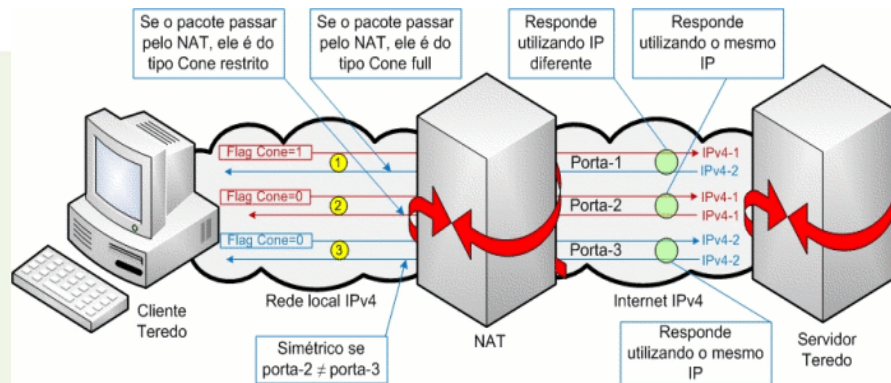 Se o pacote passar
pelo NAT, ele é do
tipo Cone restrito
Se o pacote passar
pelo NAT, ele é do
tipo Cone full
Responde
utilizando IP
diferente
Responde
utilizando o mesmo
IP
Flag Cone=1
1
Porta-1
IPv4-1
IPv4-2
Flag Cone=0
2
Porta-2
IPv4-1
IPv4-1
Flag Cone=0
3
Porta-3
IPv4-2
IPv4-2
Cliente
Teredo
Rede local IPv4
NAT
Internet IPv4
Servidor
Teredo
Simétrico se
porta-2 ≠ porta-3
Responde
utilizando o mesmo
IP